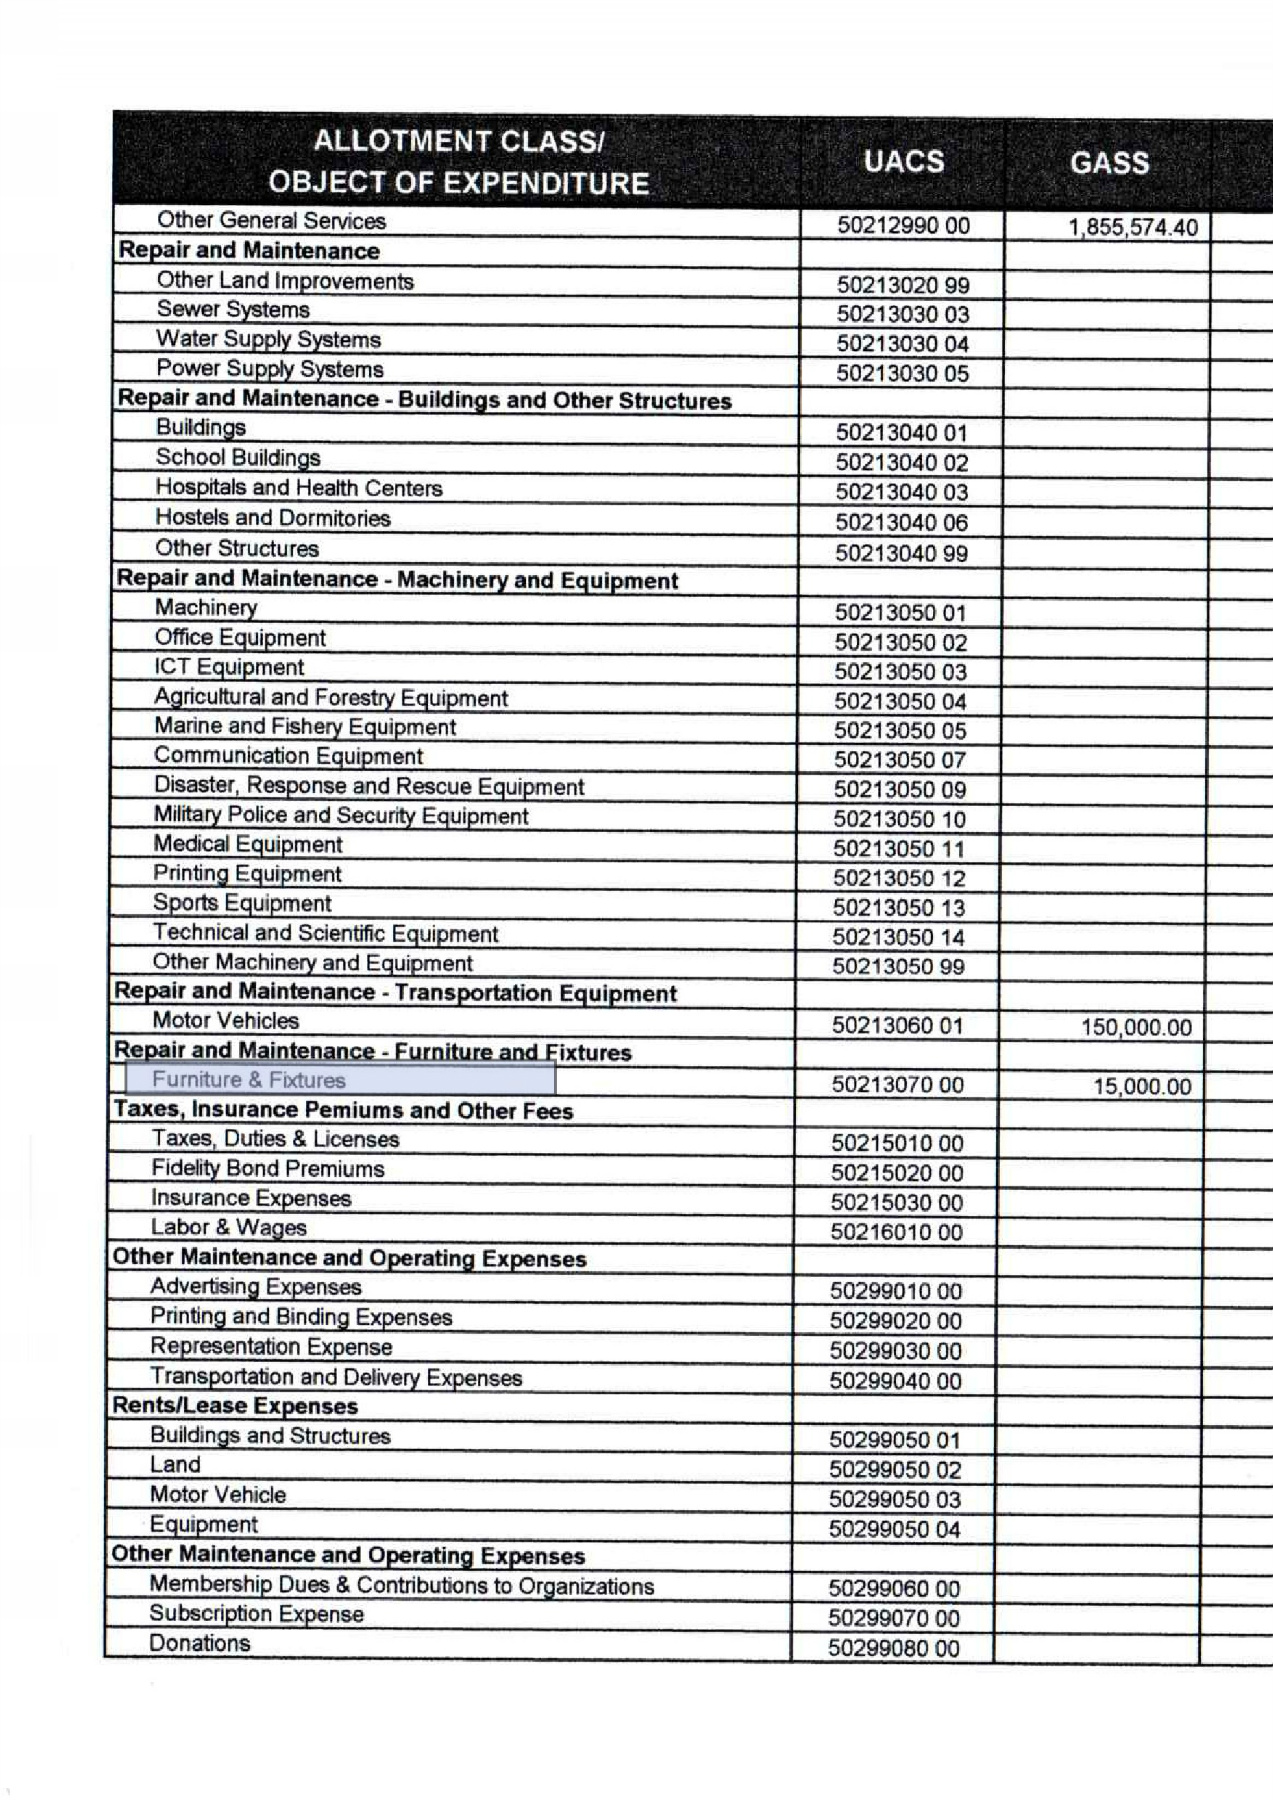 ALLOTMENT CLASS/
OBJECT OF EXPENDITURE UACS GASS
Other General Services 50212990 00 1,855,574.40
Repair and Maintenance
Other Land Improvements 50213020 99
Sewer Systems 50213030 03
Water Supply Systems 50213030 04
Power Supply Systems 50213030 05
Repair and Maintenance - Buildings and Other Structures
Buildings 50213040 01
School Buildings 50213040 02
Hospitals and Health Centers 50213040 03
Hostels and Dormitories 50213040 06
Other Structures 50213040 99
Repair and Maintenance - Machinery and Equipment
Machinery 50213050 01
Office Equipment 50213050 02
ICT Equipment 50213050 03
Agricultural and Forestry Equipment 50213050 04
Marine and Fishery Equipment 50213050 05
Communication Equipment 50213050 07
Disaster, Response and Rescue Equipment 50213050 09
Military Police and Security Equipment 50213050 10
Medical Equipment 50213050 11
Printing Equipment 50213050 12
Sports Equipment 50213050 13
Technical and Scientific Equipment 50213050 14
Other Machinery and Equipment 50213050 99
Repair and Maintenance - Transportation Equipment
Motor Vehicles 50213060 01 150,000.00
Repair and Maintenance - Furniture and Fixtures
Furniture & Fixtures 50213070 00 15,000.00
Taxes, Insurance Pemiums and Other Fees
Taxes, Duties & Licenses 50215010 00
Fidelity Bond Premiums 50215020 00
Insurance Expenses 50215030 00
Labor & Wages 50216010 00
Other Maintenance and Operating Expenses
Advertising Expenses 50299010 00
Printing and Binding Expenses 50299020 00
Representation Expense 50299030 00
Transportation and Delivery Expenses 50299040 00
Rents/Lease Expenses
Buildings and Structures 50299050 01
Land 50299050 02
Motor Vehicle 50299050 03
Equipment 50299050 04
Other Maintenance and Operating Expenses
Membership Dues & Contributions to Organizations 50299060 00
Subscription Expense 50299070 00
Donations 50299080 00